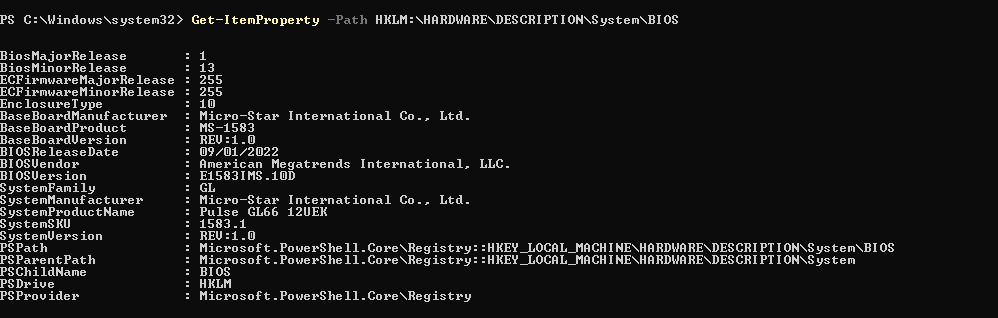 PS C:\Windows\system32> Get-ItemProperty -Path HKLM:\HARDWARE\DESCRIPTION\System\BIOS
BiosMajorRelease : 1
BiosMinorRelease : 13
ECFirmwareMajorRelease : 255
ECFirmwareMinorRelease : 255
EnclosureType : 10
BaseBoardManufacturer : Micro-Star International Co., Ltd.
BaseBoardProduct : MS-1583
BaseBoardVersion : REV:1.0
BIOSReleaseDate : 09/01/2022
BIOSVendor : American Megatrends International, LLC.
BIOSVersion : E1583IMS.10D
SystemFamily : GL
SystemManufacturer : Micro-Star International Co., Ltd.
SystemProductName : Pulse GL66 12UEK
SystemSKU : 1583.1
SystemVersion : REV:1.0
PSPath : Microsoft.PowerShell.Core\Registry::HKEY_LOCAL_MACHINE\HARDWARE\DESCRIPTION\System\BIOS
PSParentPath : Microsoft.PowerShell.Core\Registry::HKEY_LOCAL_MACHINE\HARDWARE\DESCRIPTION\System
PSChildName : BIOS
PSDrive : HKLM
PSProvider : Microsoft.PowerShell.Core\Registry